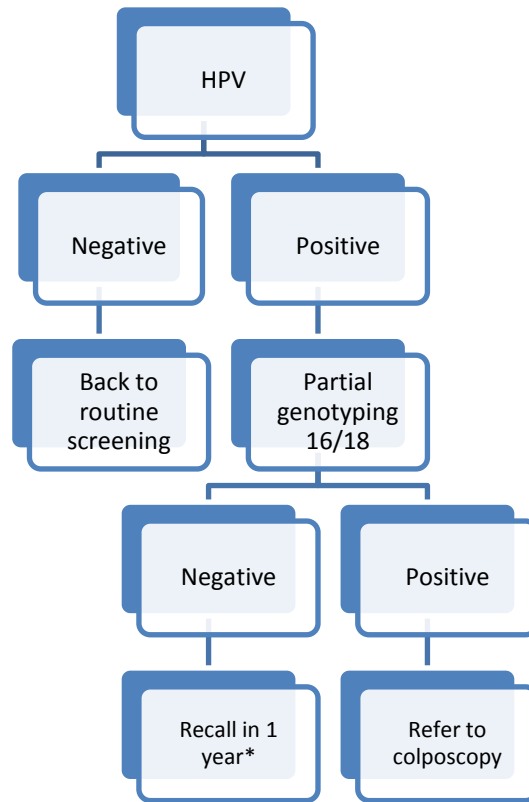 HPV
Negative
Positive
Back to
routine
screening
Partial
genotyping
16/18
Negative
Positive
Recall in 1
year*
Refer to
colposcopy